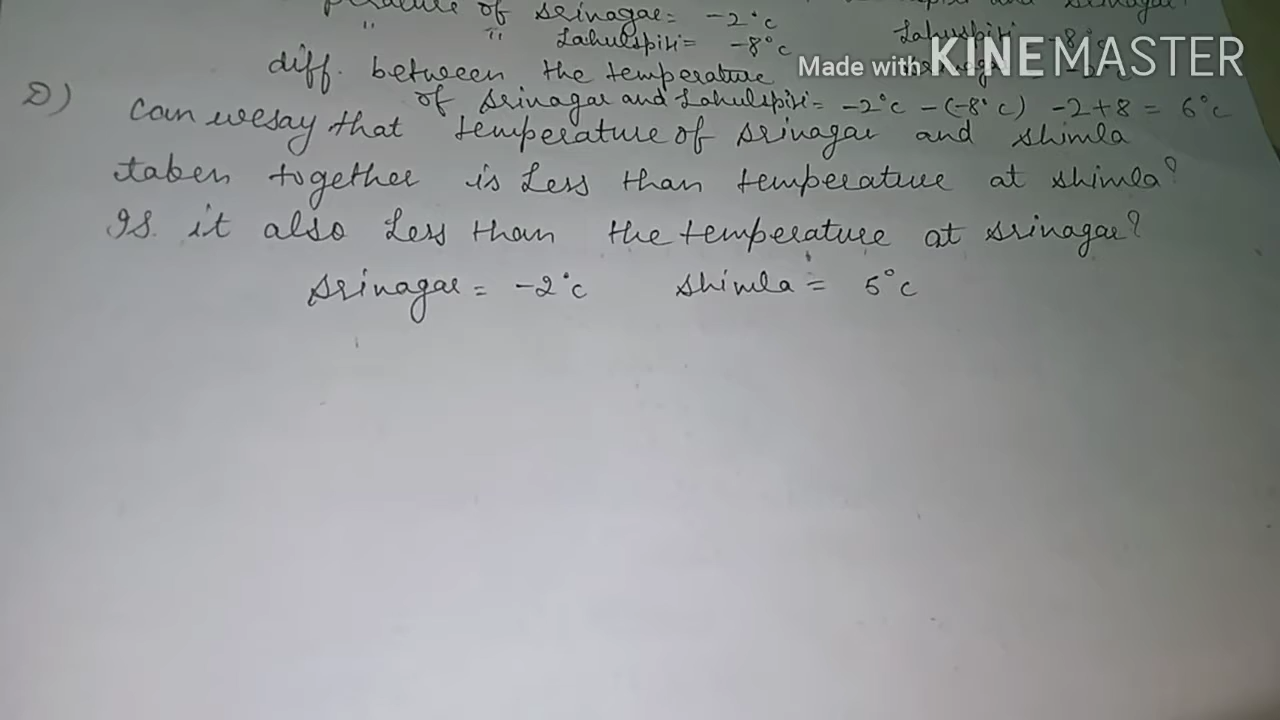 of Srinagar = -2°c
" " Lahulspiti = -8°c
diff. between the temperature
of Srinagar and Lahulspiti = -2°c - (-8°c) -2+8 = 6°c
Made with KINEMASTER
D) Can we say that temperature of Srinagar and Shimla
taken together is Less than temperature at Shimla?
Is it also Less than the temperature at Srinagar?
Srinagar = -2°c Shimla = 5°c